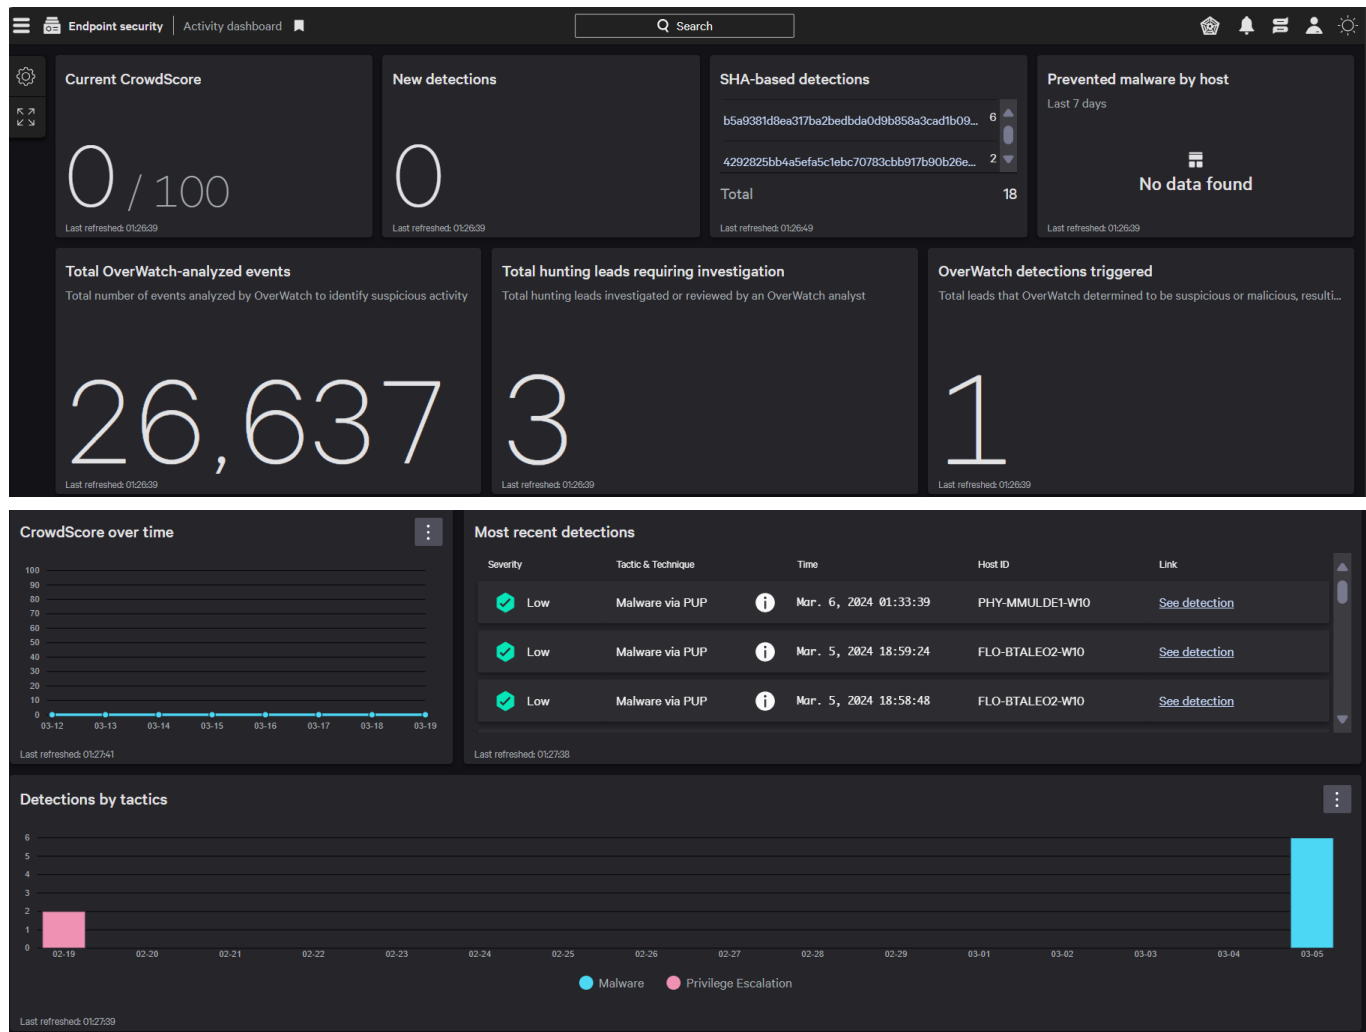 Endpoint security | Activity dashboard
Search
Current CrowdScore
0 / 100
Last refreshed: 01:26:39
New detections
0
Last refreshed: 01:26:39
SHA-based detections
b5a9381d8ea317ba2bedbda0d9b858a3cad1b09... 6
4292825bb4a5efa5c1ebc70783cbb917b90b26e... 2
Total 18
Last refreshed: 01:26:49
Prevented malware by host
Last 7 days
No data found
Last refreshed: 01:26:39
Total OverWatch-analyzed events
Total number of events analyzed by OverWatch to identify suspicious activity
26,637
Last refreshed: 01:26:39
Total hunting leads requiring investigation
Total hunting leads investigated or reviewed by an OverWatch analyst
3
Last refreshed: 01:26:39
OverWatch detections triggered
Total leads that OverWatch determined to be suspicious or malicious, resulti...
1
Last refreshed: 01:26:39
CrowdScore over time
100
90
80
70
60
50
40
30
20
10
0
03-12 03-13 03-14 03-15 03-16 03-17 03-18 03-19
Last refreshed: 01:27:41
Most recent detections
Severity Tactic & Technique Time Host ID Link
Low Malware via PUP Mar. 6, 2024 01:33:39 PHY-MMULDE1-W10 See detection
Low Malware via PUP Mar. 5, 2024 18:59:24 FLO-BTALEO2-W10 See detection
Low Malware via PUP Mar. 5, 2024 18:58:48 FLO-BTALEO2-W10 See detection
Last refreshed: 01:27:38
Detections by tactics
6
5
4
3
2
1
0
02-19 02-20 02-21 02-22 02-23 02-24 02-25 02-26 02-27 02-28 02-29 03-01 03-02 03-03 03-04 03-05
Malware Privilege Escalation
Last refreshed: 01:27:39